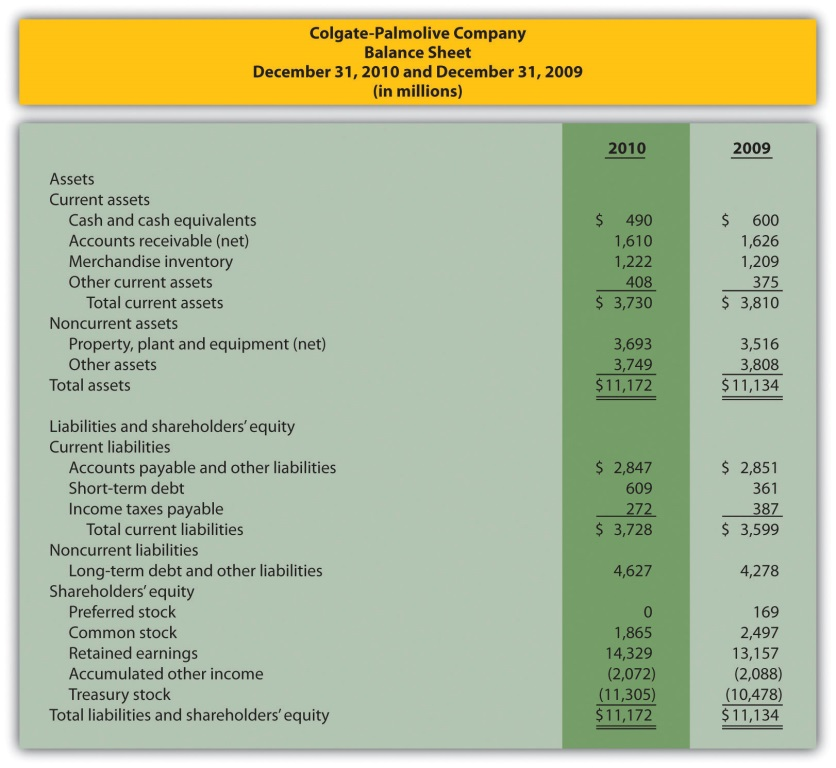 Colgate-Palmolive Company
Balance Sheet
December 31, 2010 and December 31, 2009
(in millions)
2010 2009
Assets
Current assets
Cash and cash equivalents $ 490 $ 600
Accounts receivable (net) 1,610 1,626
Merchandise inventory 1,222 1,209
Other current assets 408 375
Total current assets $ 3,730 $ 3,810
Noncurrent assets
Property, plant and equipment (net) 3,693 3,516
Other assets 3,749 3,808
Total assets $11,172 $11,134
Liabilities and shareholders' equity
Current liabilities
Accounts payable and other liabilities $ 2,847 $ 2,851
Short-term debt 609 361
Income taxes payable 272 387
Total current liabilities $ 3,728 $ 3,599
Noncurrent liabilities
Long-term debt and other liabilities 4,627 4,278
Shareholders' equity
Preferred stock 0 169
Common stock 1,865 2,497
Retained earnings 14,329 13,157
Accumulated other income (2,072) (2,088)
Treasury stock (11,305) (10,478)
Total liabilities and shareholders' equity $11,172 $11,134